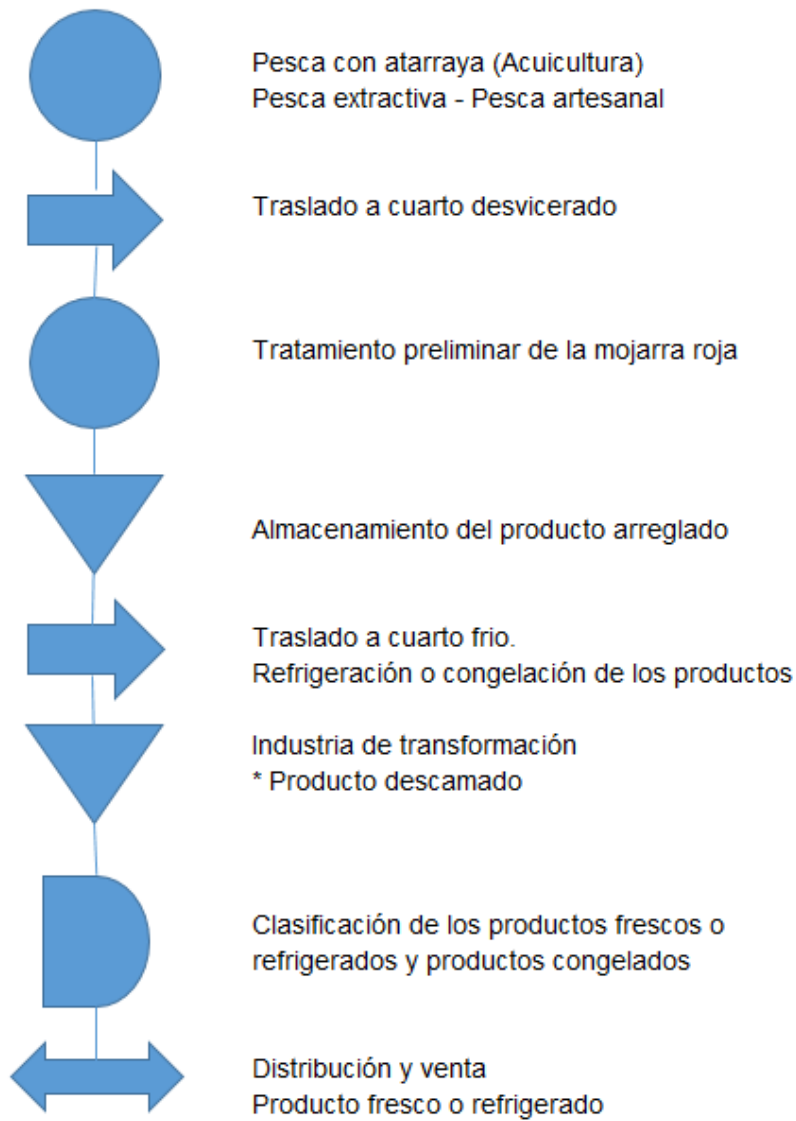 Pesca con atarraya (Acuicultura)
Pesca extractiva - Pesca artesanal
Traslado a cuarto desvicerado
Tratamiento preliminar de la mojarra roja
Almacenamiento del producto arreglado
Traslado a cuarto frio.
Refrigeración o congelación de los productos
Industria de transformación
* Producto descamado
Clasificación de los productos frescos o
refrigerados y productos congelados
Distribución y venta
Producto fresco o refrigerado